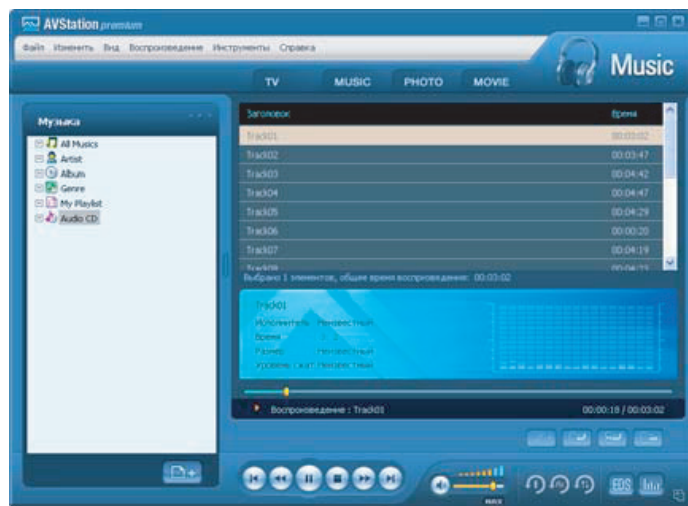 AVStation premium
Файл Изменить Вид Воспроизведение Инструменты Справка
Music
TV MUSIC PHOTO MOVIE
Музыка
All Musics
Artist
Album
Genre
My Playlist
Audio CD
Заголовок Время
Track01 00:03:02
Track02 00:03:47
Track03 00:04:42
Track04 00:04:47
Track05 00:04:29
Track06 00:00:20
Track07 00:04:19
Выбрано 1 элементов, общее время воспроизведения: 00:03:02
Track01
Исполнитель Неизвестный
Время
Размер Неизвестный
Уровень сжат Неизвестный
Воспроизведение : Track01 00:00:18 / 00:03:02
EDS